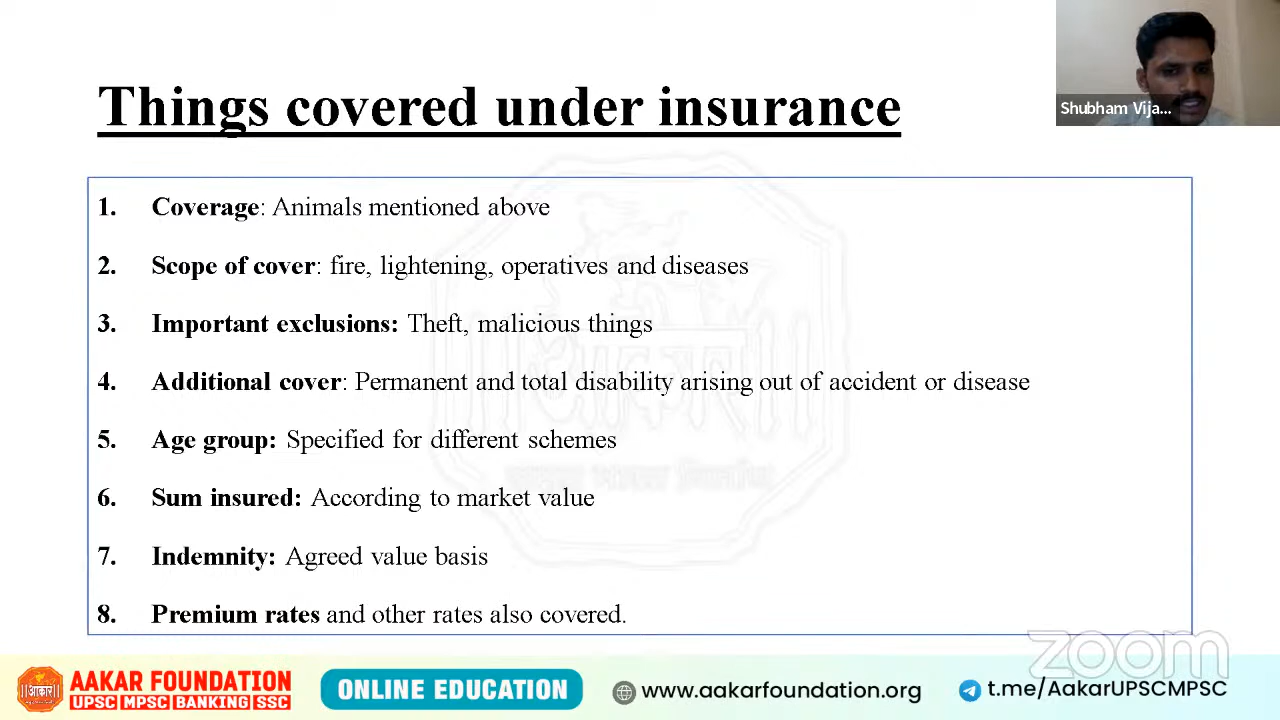 Shubham Vija...
Things covered under insurance
1. Coverage: Animals mentioned above
2. Scope of cover: fire, lightening, operatives and diseases
3. Important exclusions: Theft, malicious things
4. Additional cover: Permanent and total disability arising out of accident or disease
5. Age group: Specified for different schemes
6. Sum insured: According to market value
7. Indemnity: Agreed value basis
8. Premium rates and other rates also covered.
zoom
आकार
AAKAR FOUNDATION
UPSC MPSC BANKING SSC
ONLINE EDUCATION
www.aakarfoundation.org
t.me/AakarUPSCMPSC